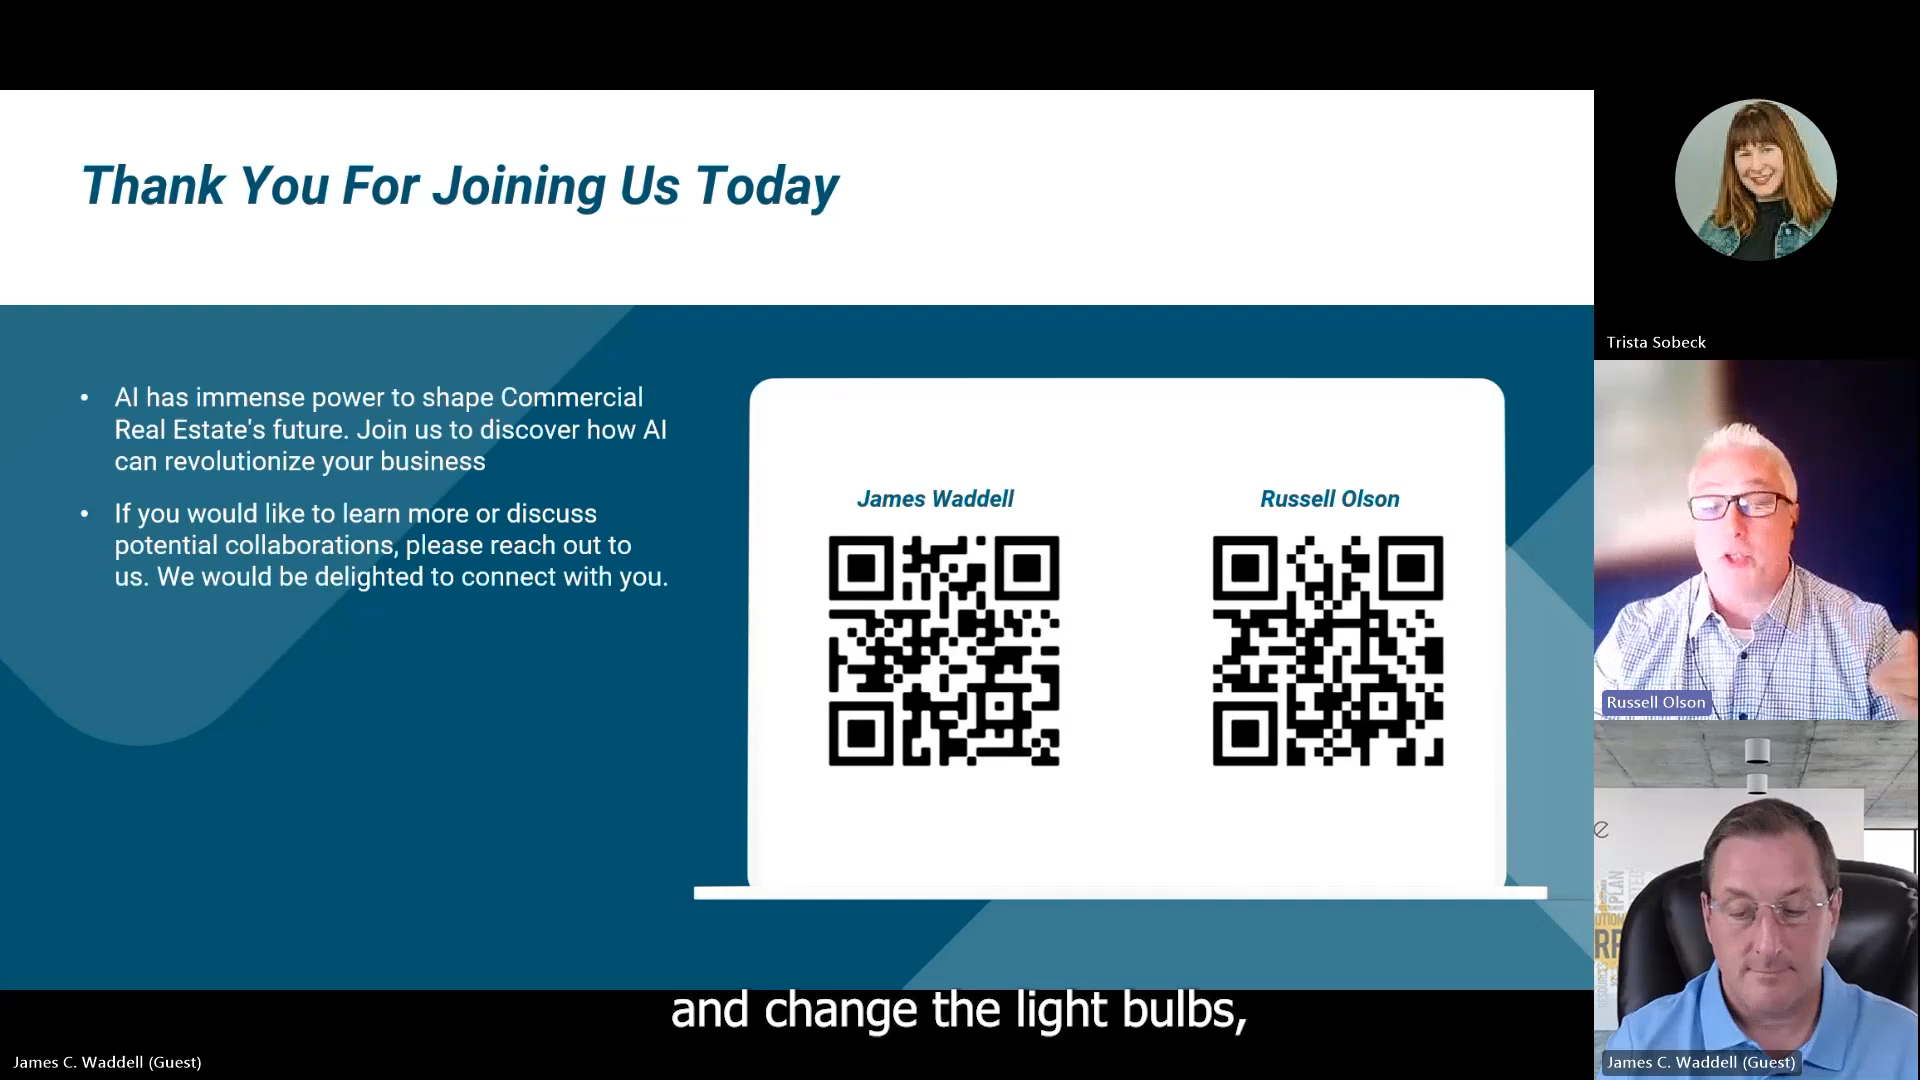 Thank You For Joining Us Today
• AI has immense power to shape Commercial
Real Estate's future. Join us to discover how AI
can revolutionize your business
• If you would like to learn more or discuss
potential collaborations, please reach out to
us. We would be delighted to connect with you.
James Waddell
Russell Olson
Trista Sobeck
Russell Olson
PLAN
James C. Waddell (Guest)
and change the light bulbs,
James C. Waddell (Guest)